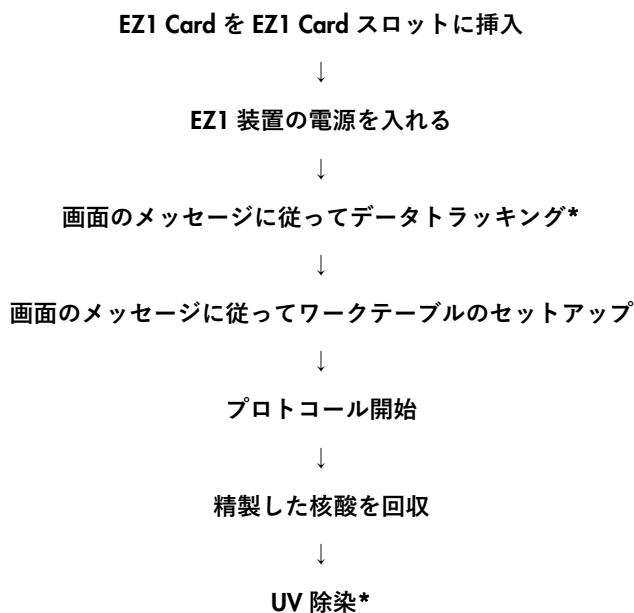 EZ1 Card を EZ1 Card スロットに挿入
↓
EZ1 装置の電源を入れる
↓
画面のメッセージに従ってデータトラッキング*
↓
画面のメッセージに従ってワークテーブルのセットアップ
↓
プロトコール開始
↓
精製した核酸を回収
↓
UV 除染*